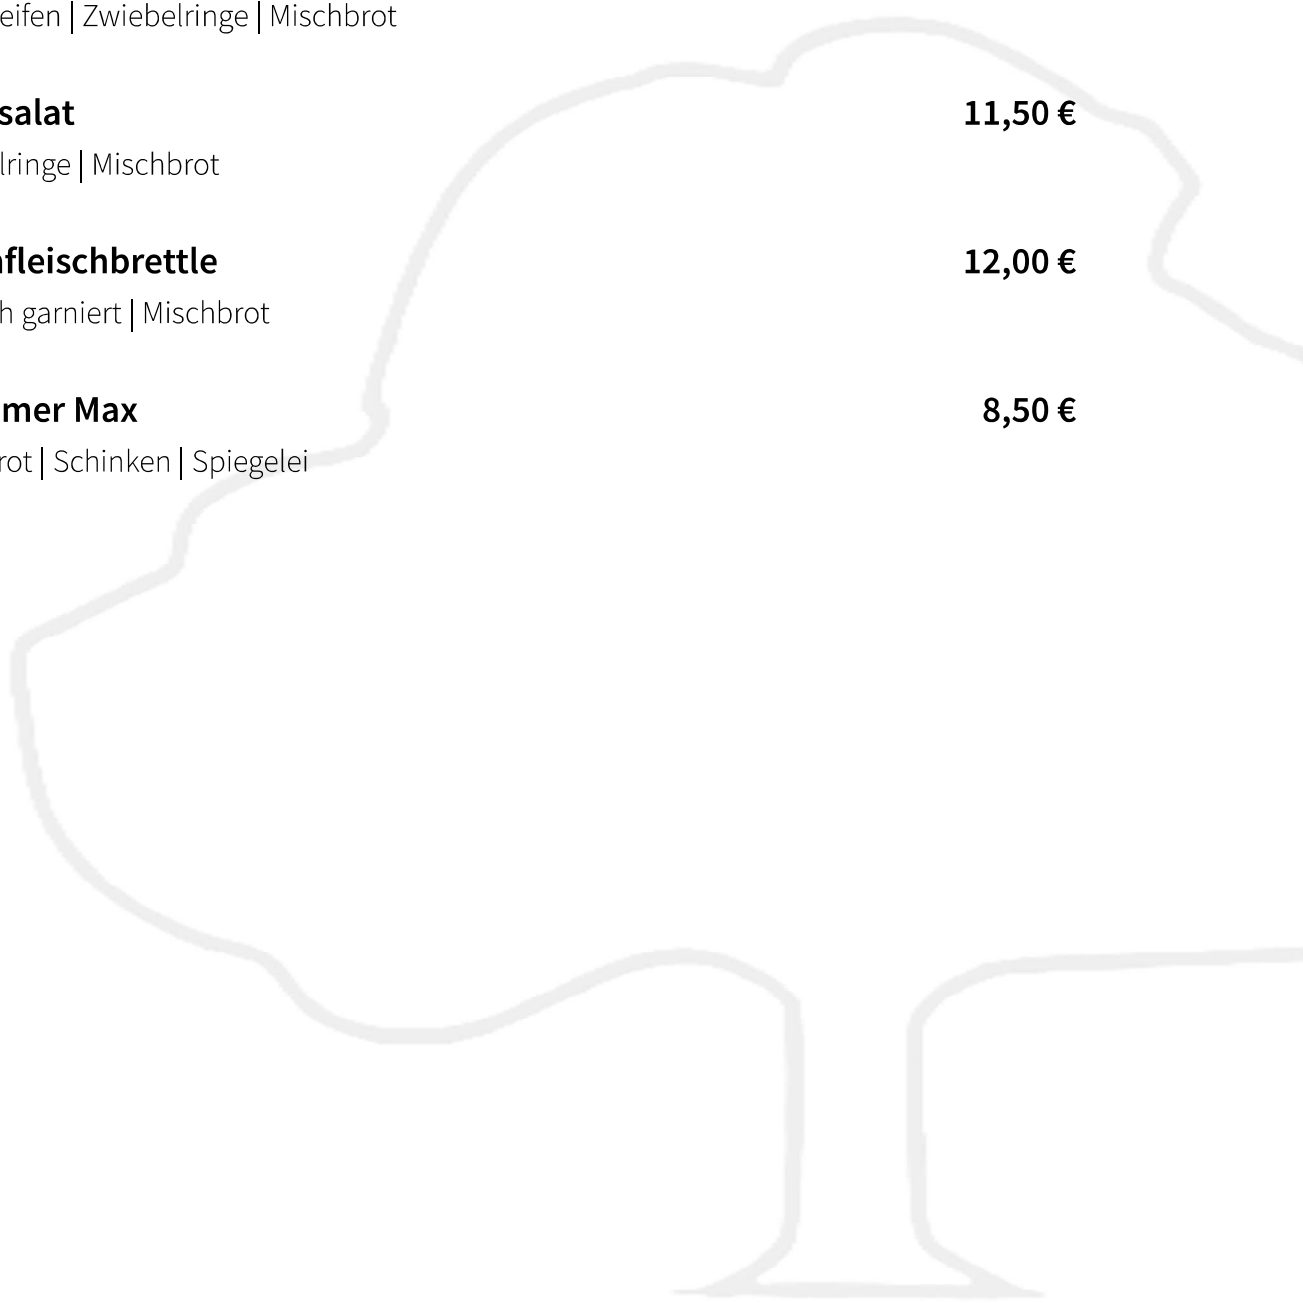 eifen | Zwiebelringe | Mischbrot
salat 11,50 €
lringe | Mischbrot
fleischbrettle 12,00 €
h garniert | Mischbrot
mer Max 8,50 €
rot | Schinken | Spiegelei